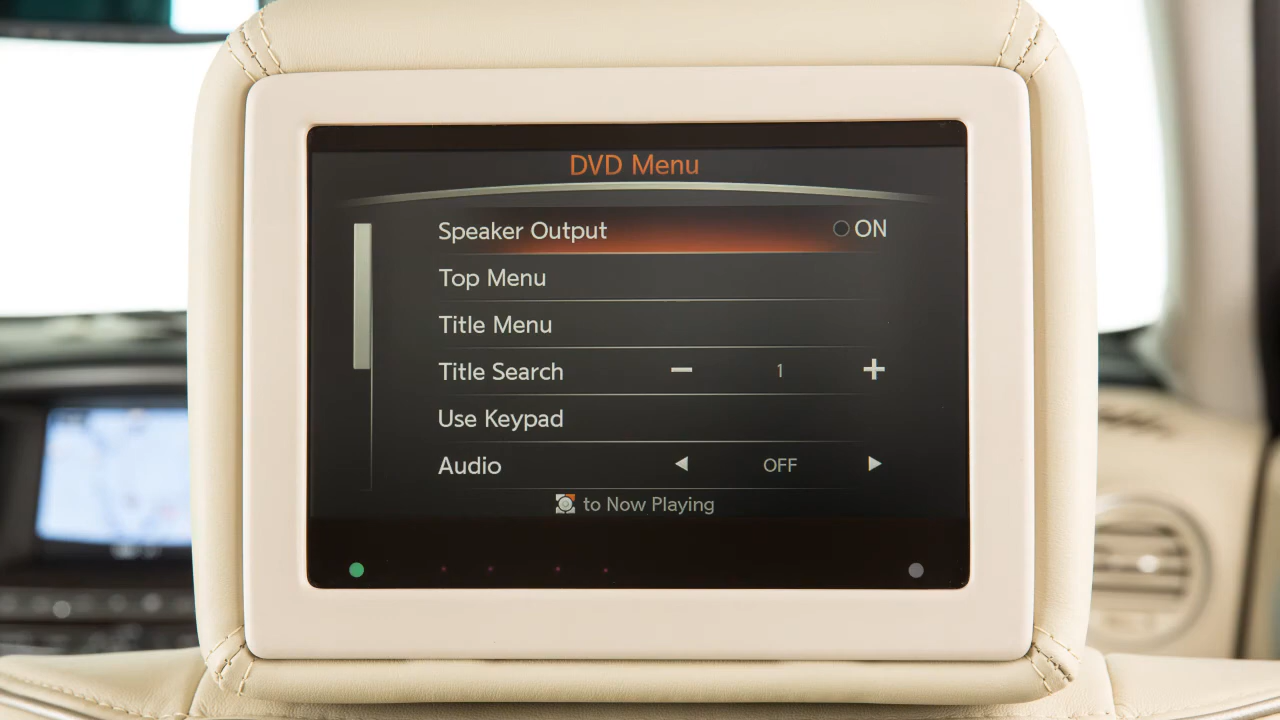 DVD Menu
Speaker Output ON
Top Menu
Title Menu
Title Search − 1 +
Use Keypad
Audio ◀ OFF ▶
to Now Playing